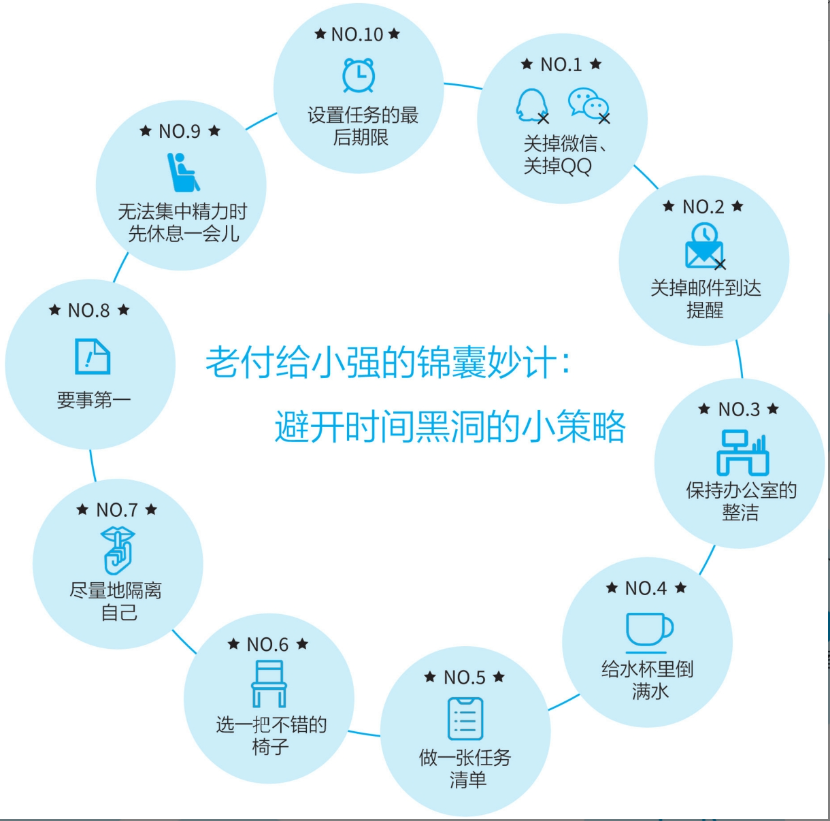 老付给小强的锦囊妙计：
避开时间黑洞的小策略
★ NO.1 ★
关掉微信、
关掉QQ
★ NO.2 ★
关掉邮件到达
提醒
★ NO.3 ★
保持办公室的
整洁
★ NO.4 ★
给水杯里倒
满水
★ NO.5 ★
做一张任务
清单
★ NO.6 ★
选一把不错的
椅子
★ NO.7 ★
尽量地隔离
自己
★ NO.8 ★
要事第一
★ NO.9 ★
无法集中精力时
先休息一会儿
★ NO.10 ★
设置任务的最
后期限